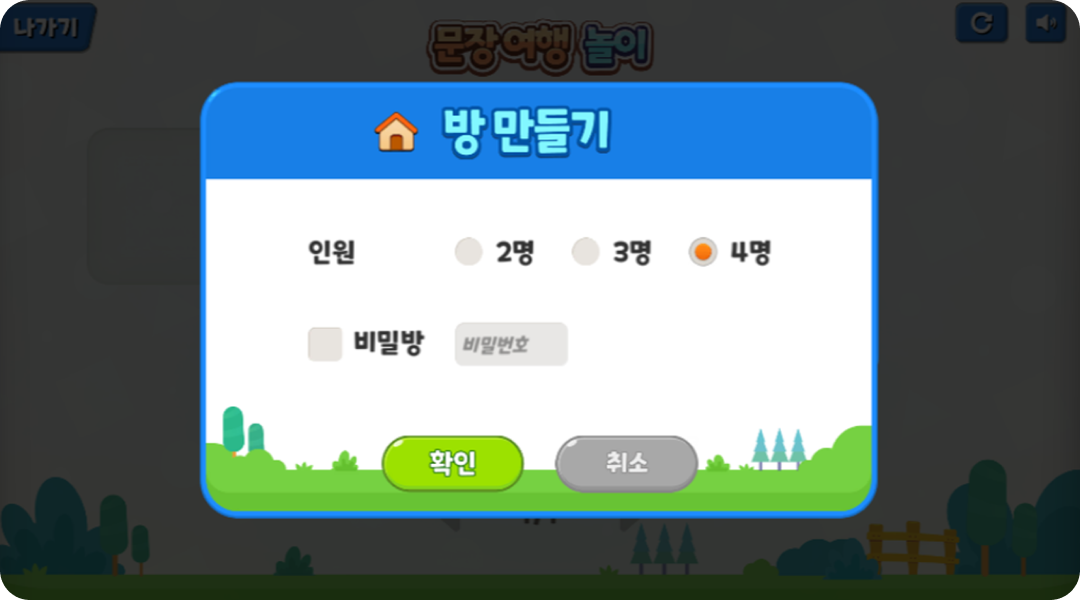 나가기
문장 여행 놀이
방 만들기
인원 2명 3명 4명
비밀방 비밀번호
확인 취소